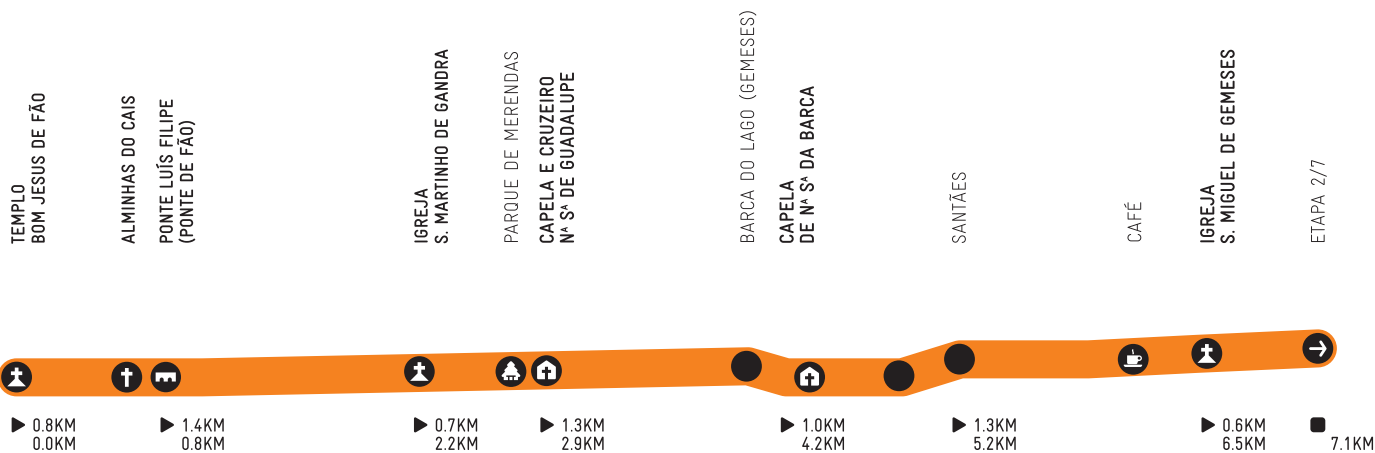 TEMPLO
BOM JESUS DE FÃO
ALMINHAS DO CAIS
PONTE LUÍS FILIPE
(PONTE DE FÃO)
IGREJA
S. MARTINHO DE GANDRA
PARQUE DE MERENDAS
CAPELA E CRUZEIRO
Nª Sª DE GUADALUPE
BARCA DO LAGO (GEMESES)
CAPELA
DE Nª Sª DA BARCA
SANTÃES
CAFÉ
IGREJA
S. MIGUEL DE GEMESES
ETAPA 2/7
0.8KM
0.0KM
1.4KM
0.8KM
0.7KM
2.2KM
1.3KM
2.9KM
1.0KM
4.2KM
1.3KM
5.2KM
0.6KM
6.5KM
7.1KM